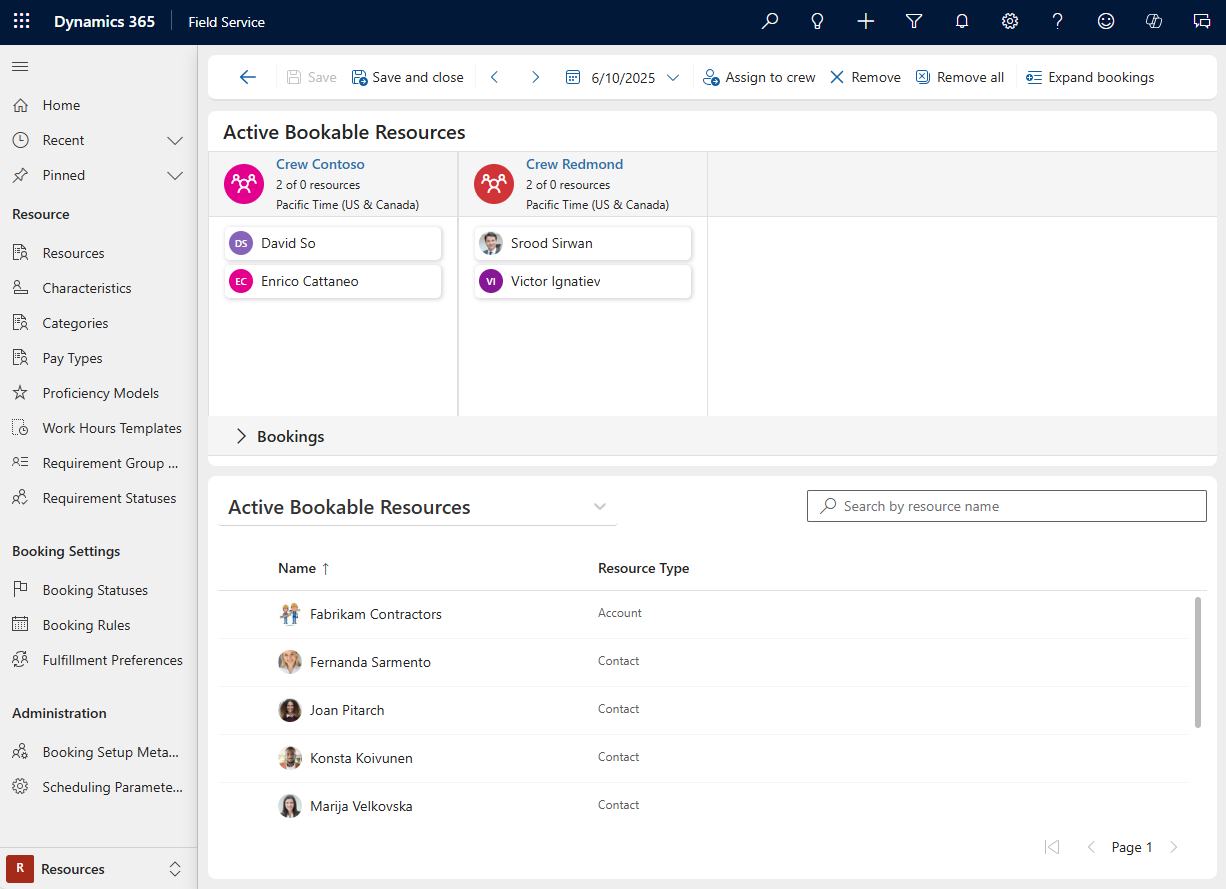 Dynamics 365 Field Service
Home
Recent
Pinned
Resource
Resources
Characteristics
Categories
Pay Types
Proficiency Models
Work Hours Templates
Requirement Group ...
Requirement Statuses
Booking Settings
Booking Statuses
Booking Rules
Fulfillment Preferences
Administration
Booking Setup Meta...
Scheduling Paramete...
R Resources
Save Save and close 6/10/2025 Assign to crew Remove Remove all Expand bookings
Active Bookable Resources
Crew Contoso
2 of 0 resources
Pacific Time (US & Canada)
DS David So
EC Enrico Cattaneo
Crew Redmond
2 of 0 resources
Pacific Time (US & Canada)
Srood Sirwan
VI Victor Ignatiev
Bookings
Active Bookable Resources
Search by resource name
Name ↑ Resource Type
Fabrikam Contractors Account
Fernanda Sarmento Contact
Joan Pitarch Contact
Konsta Koivunen Contact
Marija Velkovska Contact
Page 1